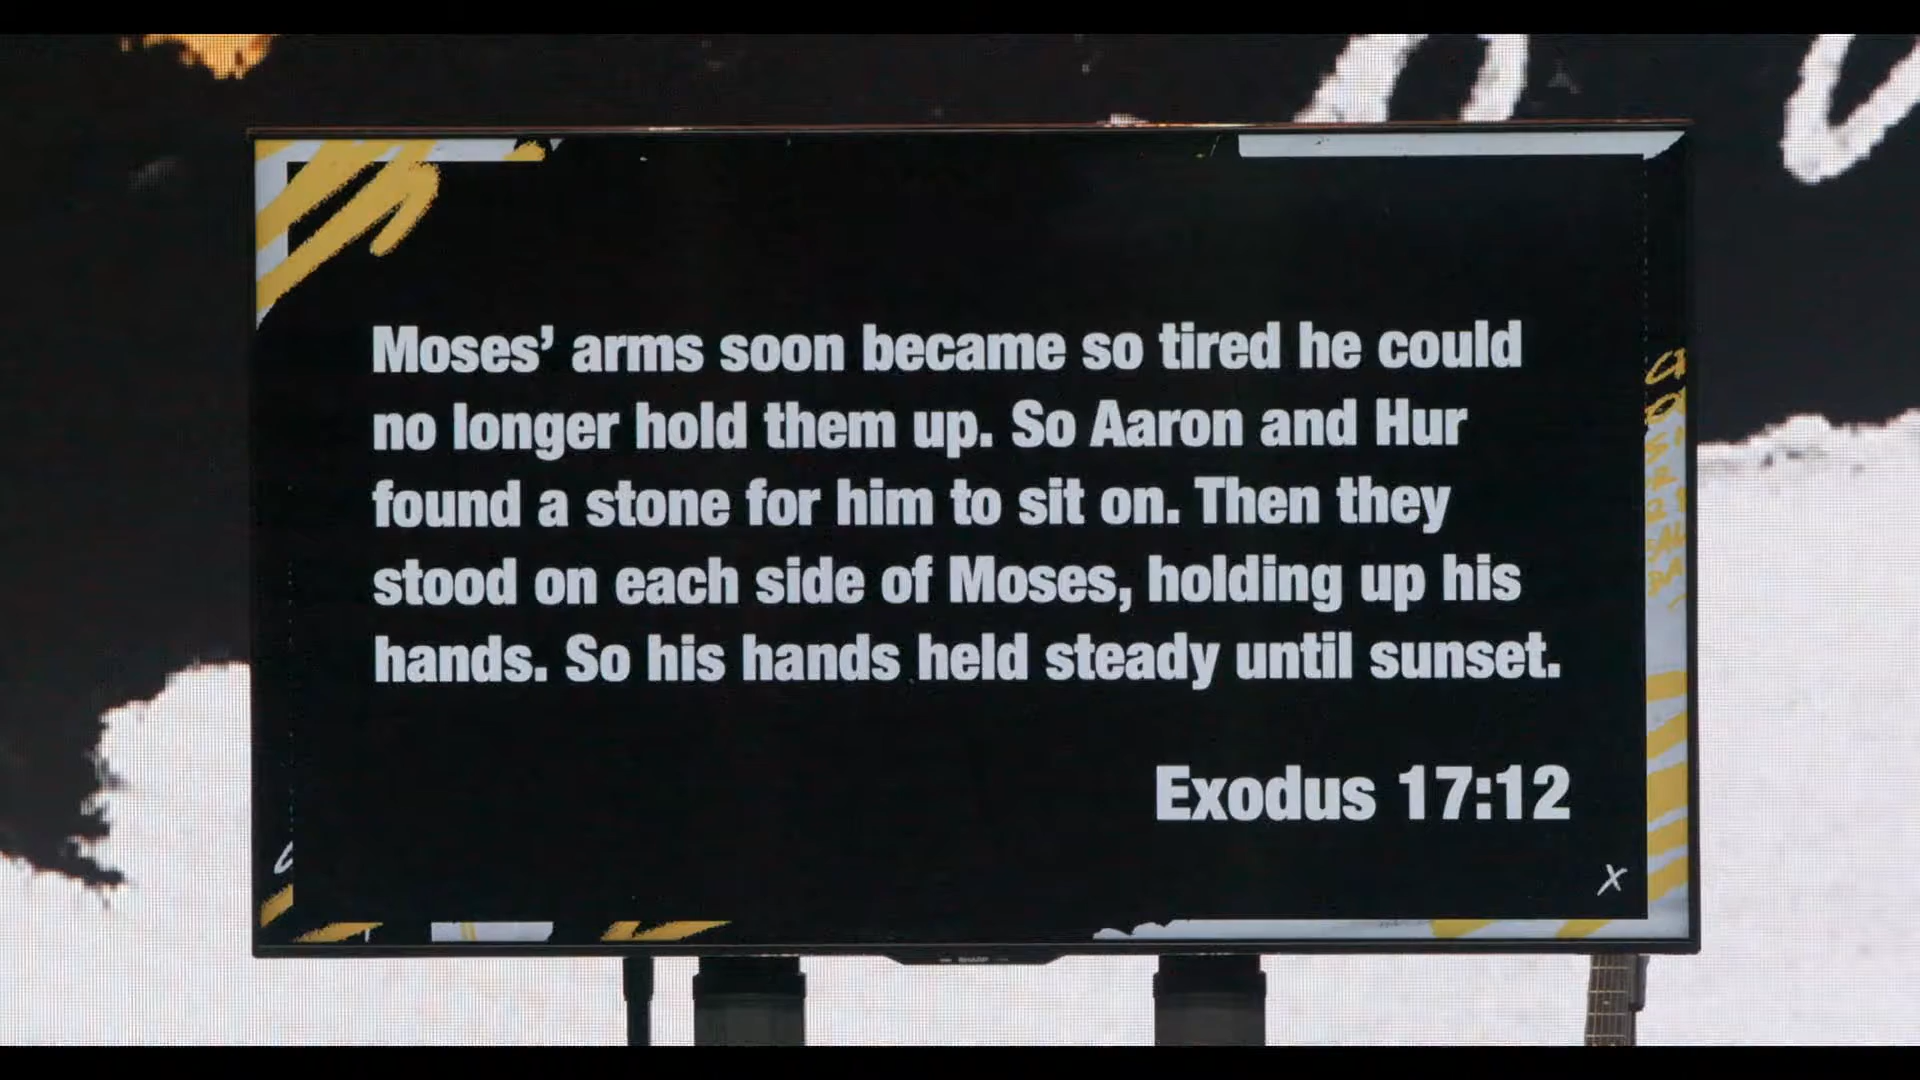 Moses’ arms soon became so tired he could
no longer hold them up. So Aaron and Hur
found a stone for him to sit on. Then they
stood on each side of Moses, holding up his
hands. So his hands held steady until sunset.
Exodus 17:12
x
SHARP